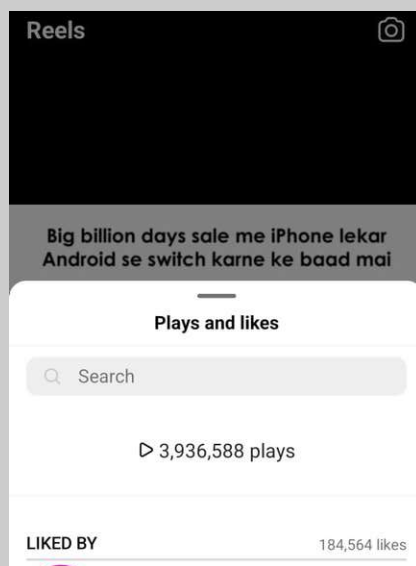 Reels
Big billion days sale me iPhone lekar
Android se switch karne ke baad mai
Plays and likes
Search
3,936,588 plays
LIKED BY 184,564 likes